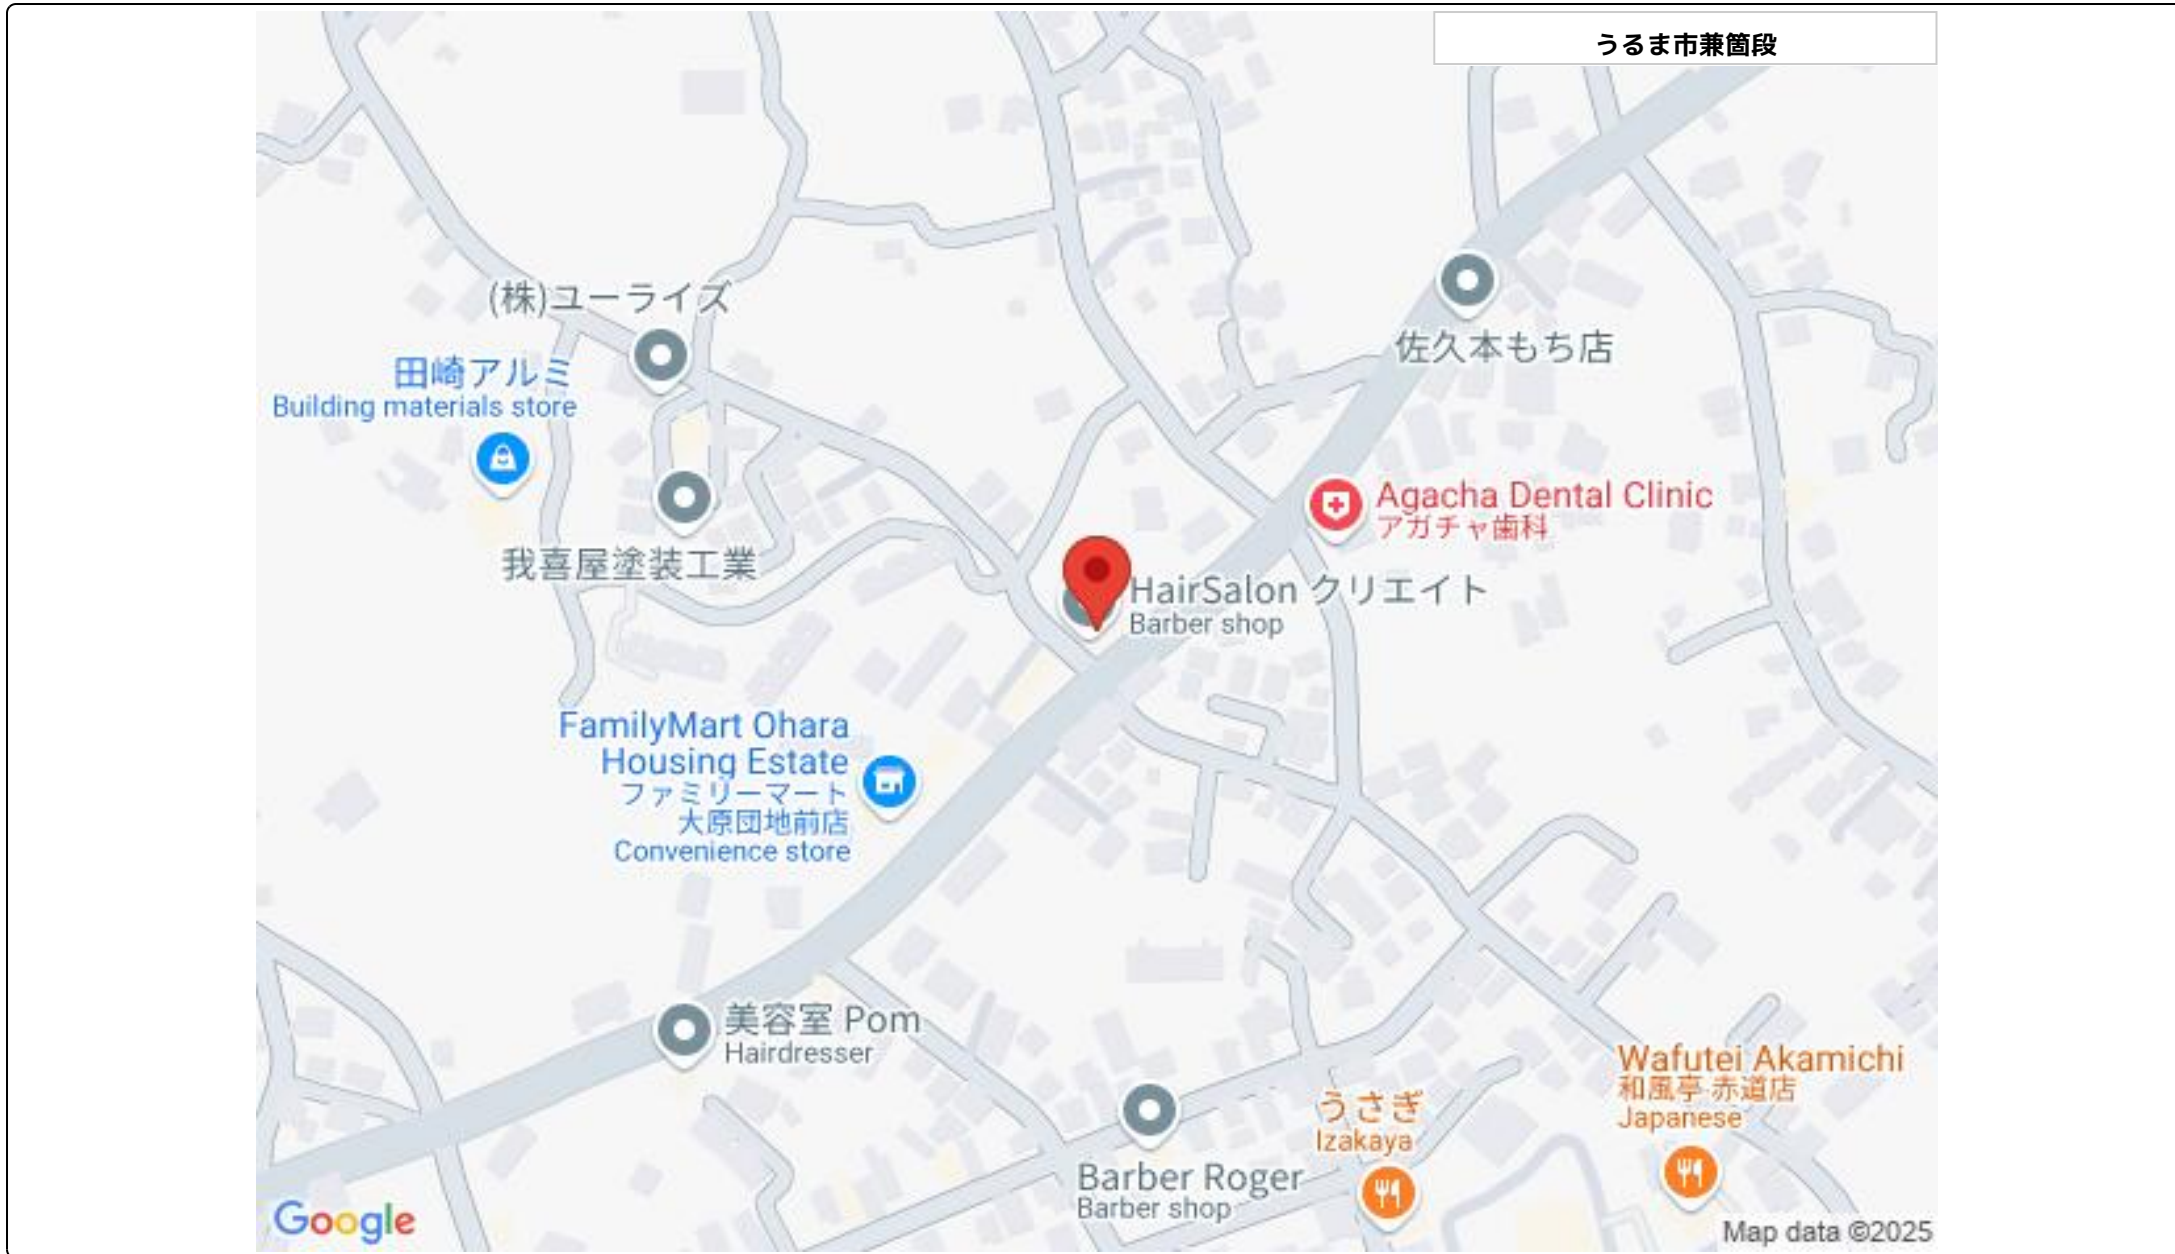 うるま市兼箇段
(株)ユーライズ
田崎アルミ
Building materials store
佐久本もち店
Agacha Dental Clinic
アガチャ歯科
我喜屋塗装工業
HairSalon クリエイト
Barber shop
FamilyMart Ohara
Housing Estate
ファミリーマート
大原団地前店
Convenience store
美容室 Pom
Hairdresser
Wafutei Akamichi
和風亭 赤道店
Japanese
うさぎ
Izakaya
Barber Roger
Barber shop
Google
Map data ©2025